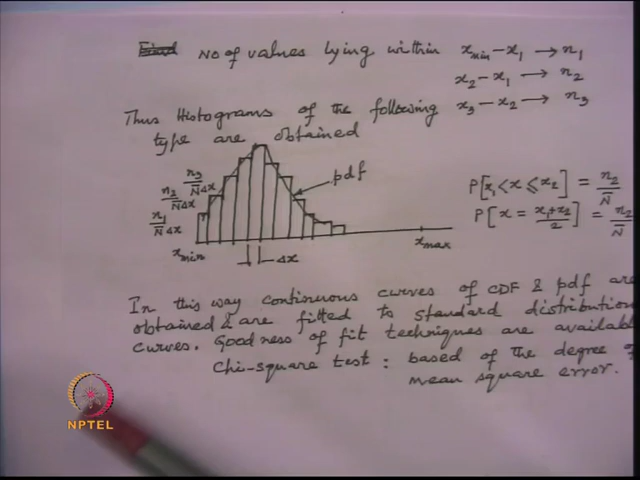 No of values lying within x_min - x_1 → n_1
x_2 - x_1 → n_2
x_3 - x_2 → n_3
Thus Histograms of the following
type are obtained
pdf
n_3/N̄Δx
n_2/N̄Δx
n_1/N̄Δx
P[x_1 < x ≤ x_2] = n_2/N̄
P[x = (x_1+x_2)/2] = n_2/N̄
x_min
Δx
x_max
In this way continuous curves of CDF & pdf are
obtained & are fitted to standard distribution
curves. Goodness of fit techniques are available
Chi-square test : based of the degree of
mean square error.
NPTEL